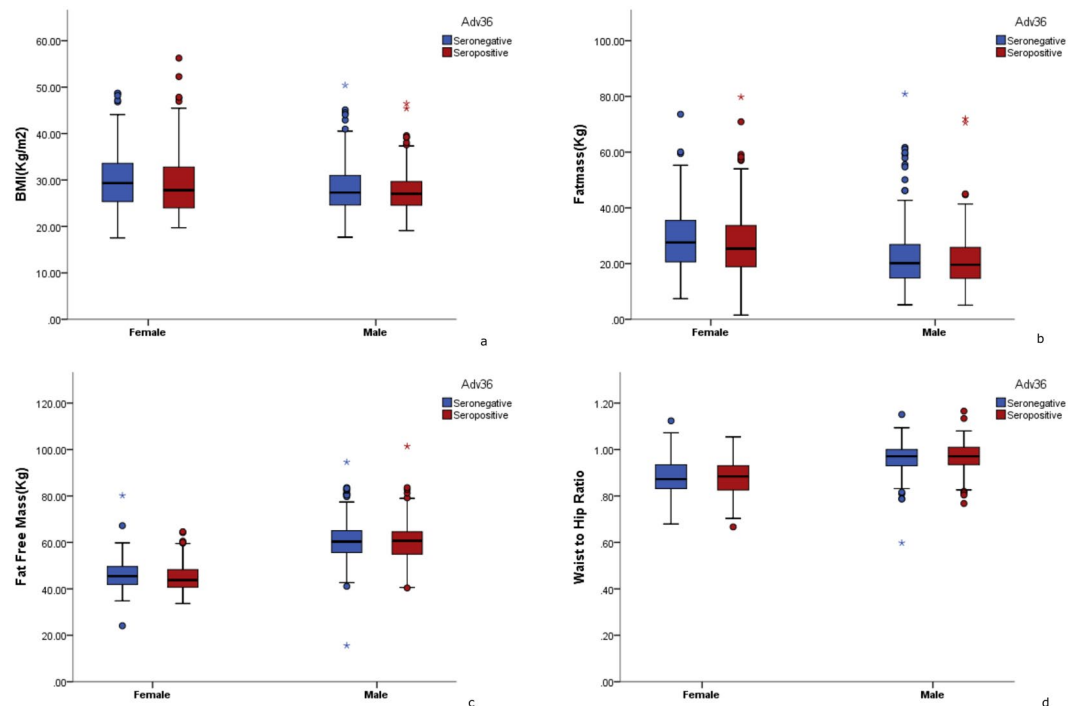 Adv36
Seronegative
Seropositive
BMI(Kg/m2)
60.00
50.00
40.00
30.00
20.00
10.00
.00
Female
Male
a
Adv36
Seronegative
Seropositive
Fatmass(Kg)
100.00
80.00
60.00
40.00
20.00
.00
Female
Male
b
Adv36
Seronegative
Seropositive
Fat Free Mass(Kg)
120.00
100.00
80.00
60.00
40.00
20.00
.00
Female
Male
c
Adv36
Seronegative
Seropositive
Waist to Hip Ratio
1.20
1.00
.80
.60
.40
.20
.00
Female
Male
d